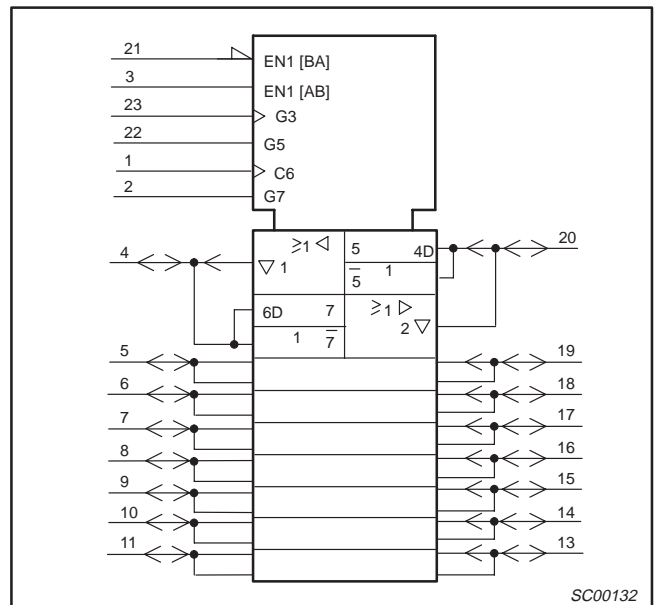 21 EN1 [BA]
3 EN1 [AB]
23 G3
22 G5
1 C6
2 G7
4 ≥1 5 4D 20
1 5̅ 1
6D 7 ≥1
1 7̅ 2
5 19
6 18
7 17
8 16
9 15
10 14
11 13
SC00132